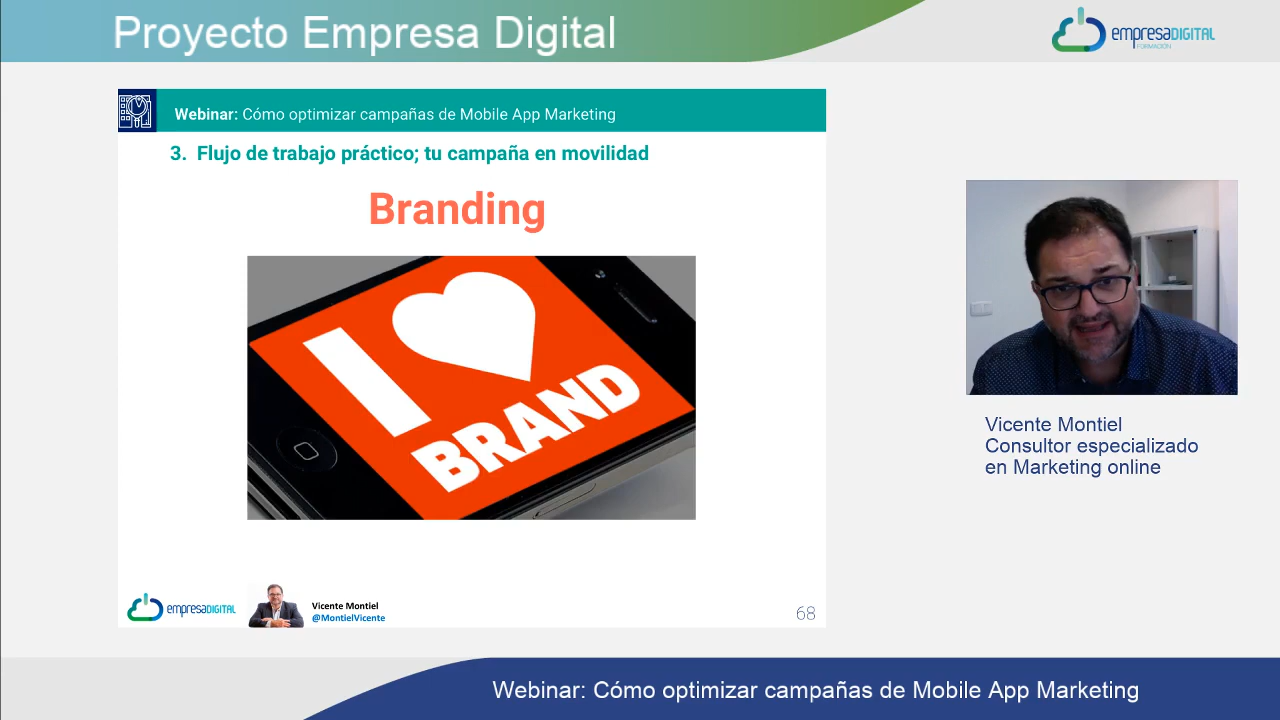 Proyecto Empresa Digital
empresaDIGITAL
FORMACIÓN
Webinar: Cómo optimizar campañas de Mobile App Marketing
3. Flujo de trabajo práctico; tu campaña en movilidad
Branding
I
BRAND
Vicente Montiel
Consultor especializado
en Marketing online
empresaDIGITAL
Vicente Montiel
@MontielVicente
68
Webinar: Cómo optimizar campañas de Mobile App Marketing